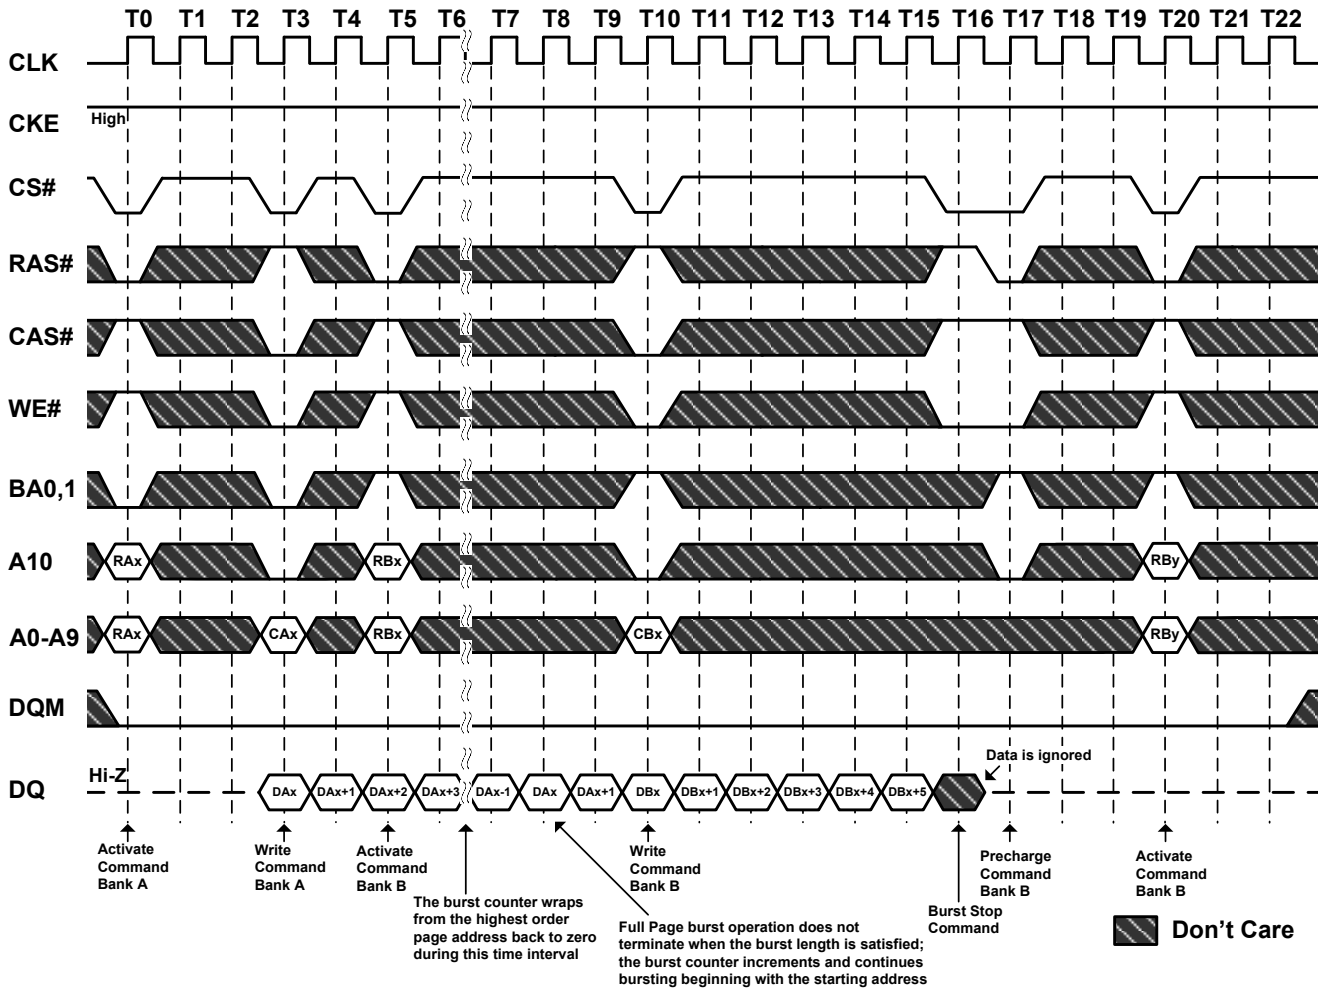 T0 T1 T2 T3 T4 T5 T6 T7 T8 T9 T10 T11 T12 T13 T14 T15 T16 T17 T18 T19 T20 T21 T22
CLK
CKE High
CS#
RAS#
CAS#
WE#
BA0,1
A10 RAx RBx RBy
A0-A9 RAx CAx RBx CBx RBy
DQM
Data is ignored
DQ Hi-Z DAx DAx+1 DAx+2 DAx+3 DAx-1 DAx DAx+1 DBx DBx+1 DBx+2 DBx+3 DBx+4 DBx+5
Activate
Command
Bank A
Write
Command
Bank A
Activate
Command
Bank B
The burst counter wraps
from the highest order
page address back to zero
during this time interval
Write
Command
Bank B
Full Page burst operation does not
terminate when the burst length is satisfied;
the burst counter increments and continues
bursting beginning with the starting address
Burst Stop
Command
Precharge
Command
Bank B
Activate
Command
Bank B
Don't Care